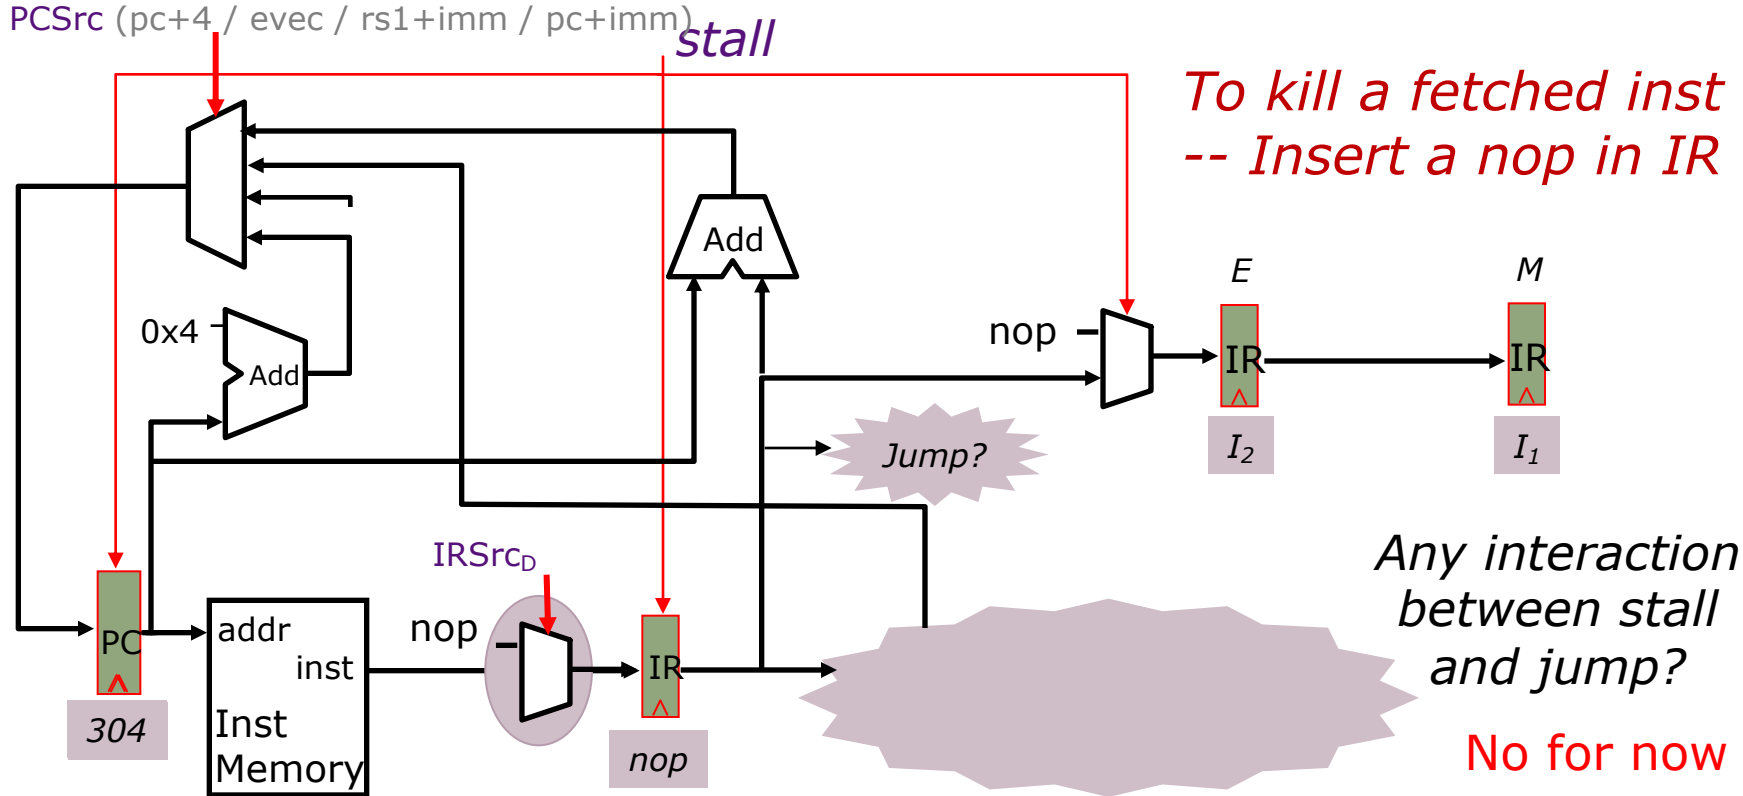 PCSrc (pc+4 / evec / rs1+imm / pc+imm)
stall
To kill a fetched inst
-- Insert a nop in IR
Add
E
M
0x4
Add
nop
IR
IR
I₂
I₁
Jump?
IRSrc_D
Any interaction
between stall
and jump?
No for now
PC
addr
inst
Inst
Memory
nop
IR
304
nop